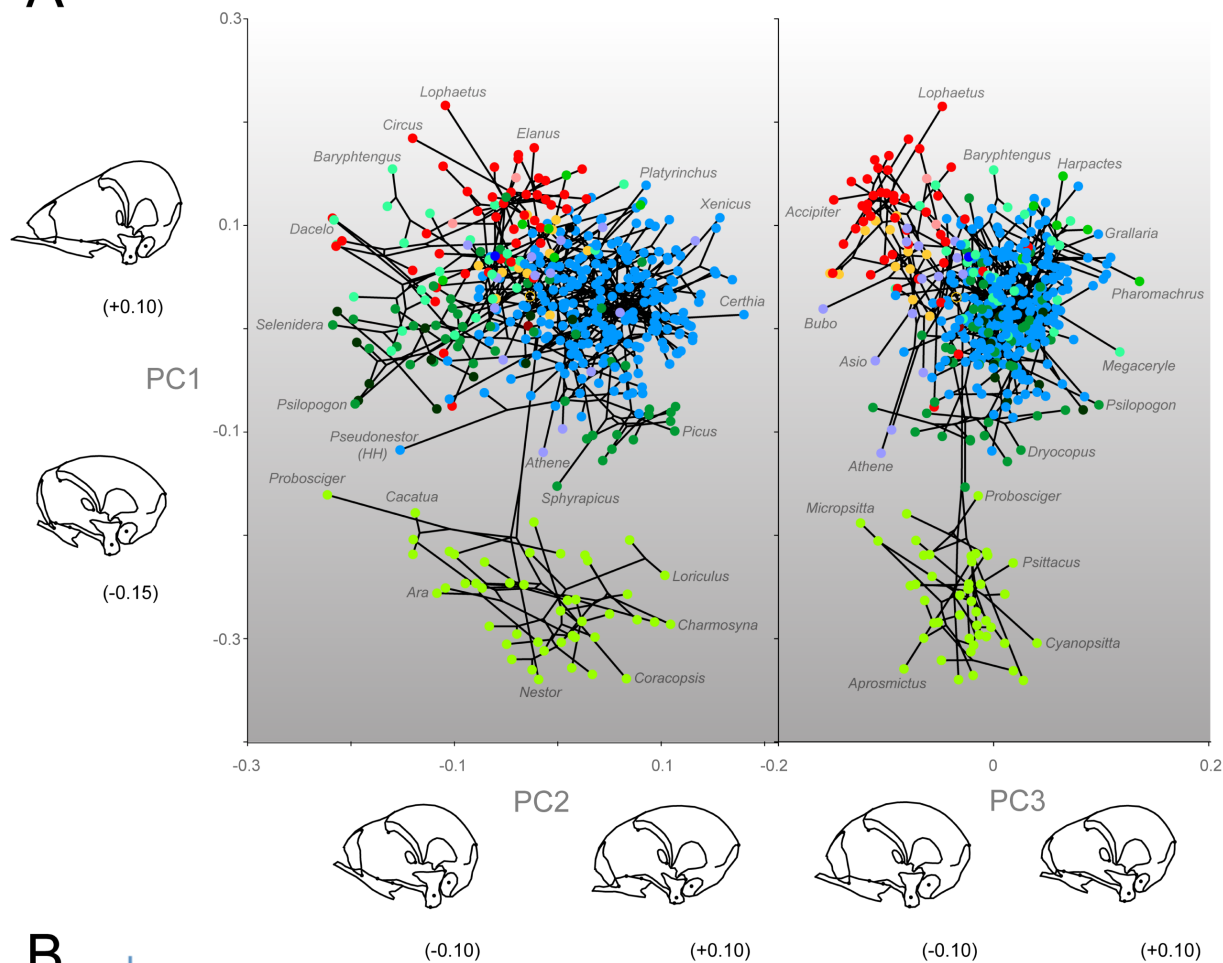 A
0.3
Lophaetus
Lophaetus
Circus
Elanus
Baryphtengus
Baryphtengus
Harpactes
Platyrinchus
Xenicus
Accipiter
0.1
Dacelo
Grallaria
Pharomachrus
(+0.10)
Certhia
Selenidera
Bubo
PC1
Asio
Megaceryle
Psilopogon
Psilopogon
-0.1
Pseudonestor
(HH)
Picus
Athene
Athene
Dryocopus
Probosciger
Cacatua
Sphyrapicus
Probosciger
Micropsitta
Psittacus
(-0.15)
Ara
Loriculus
Charmosyna
-0.3
Cyanopsitta
Nestor
Coracopsis
Aprosmictus
-0.3
-0.1
0.1
-0.2
0
0.2
PC2
PC3
(-0.10)
(+0.10)
(-0.10)
(+0.10)
B